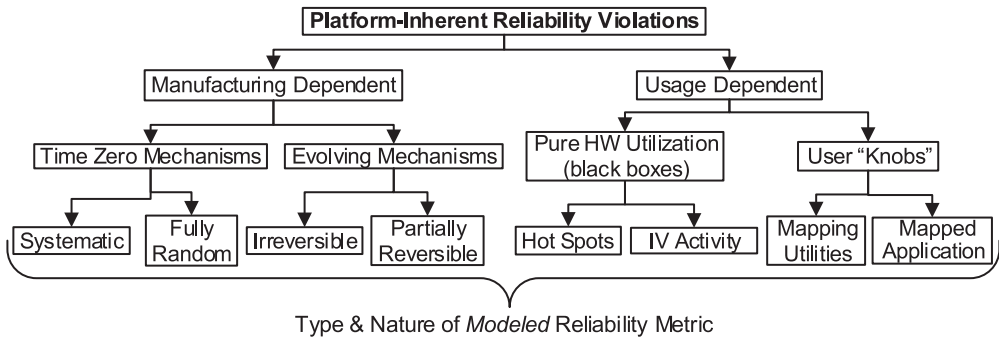 Platform-Inherent Reliability Violations
Manufacturing Dependent
Usage Dependent
Time Zero Mechanisms
Evolving Mechanisms
Pure HW Utilization
(black boxes)
User “Knobs”
Systematic
Fully
Random
Irreversible
Partially
Reversible
Hot Spots
IV Activity
Mapping
Utilities
Mapped
Application
Type & Nature of Modeled Reliability Metric